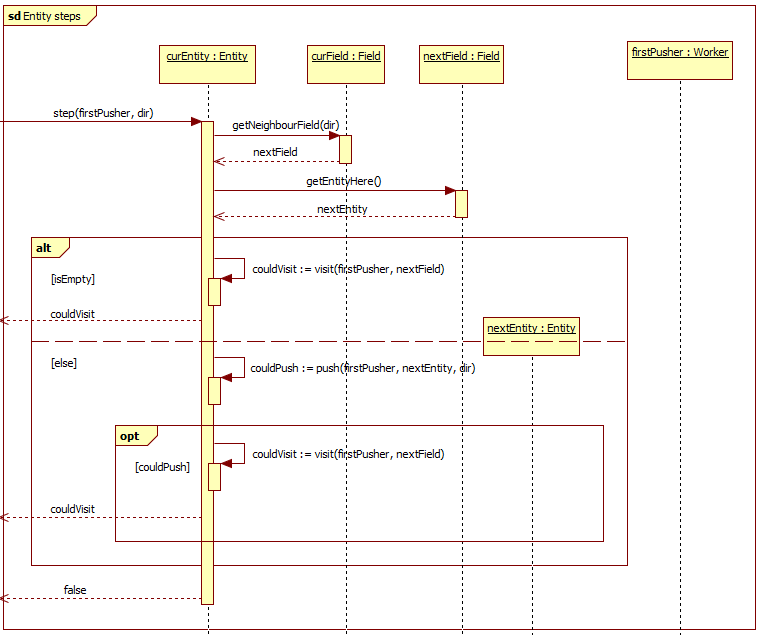 sd Entity steps
curEntity : Entity
curField : Field
nextField : Field
firstPusher : Worker
step(firstPusher, dir)
getNeighbourField(dir)
nextField
getEntityHere()
nextEntity
alt
[isEmpty]
couldVisit := visit(firstPusher, nextField)
couldVisit
nextEntity : Entity
[else]
couldPush := push(firstPusher, nextEntity, dir)
opt
[couldPush]
couldVisit := visit(firstPusher, nextField)
couldVisit
false